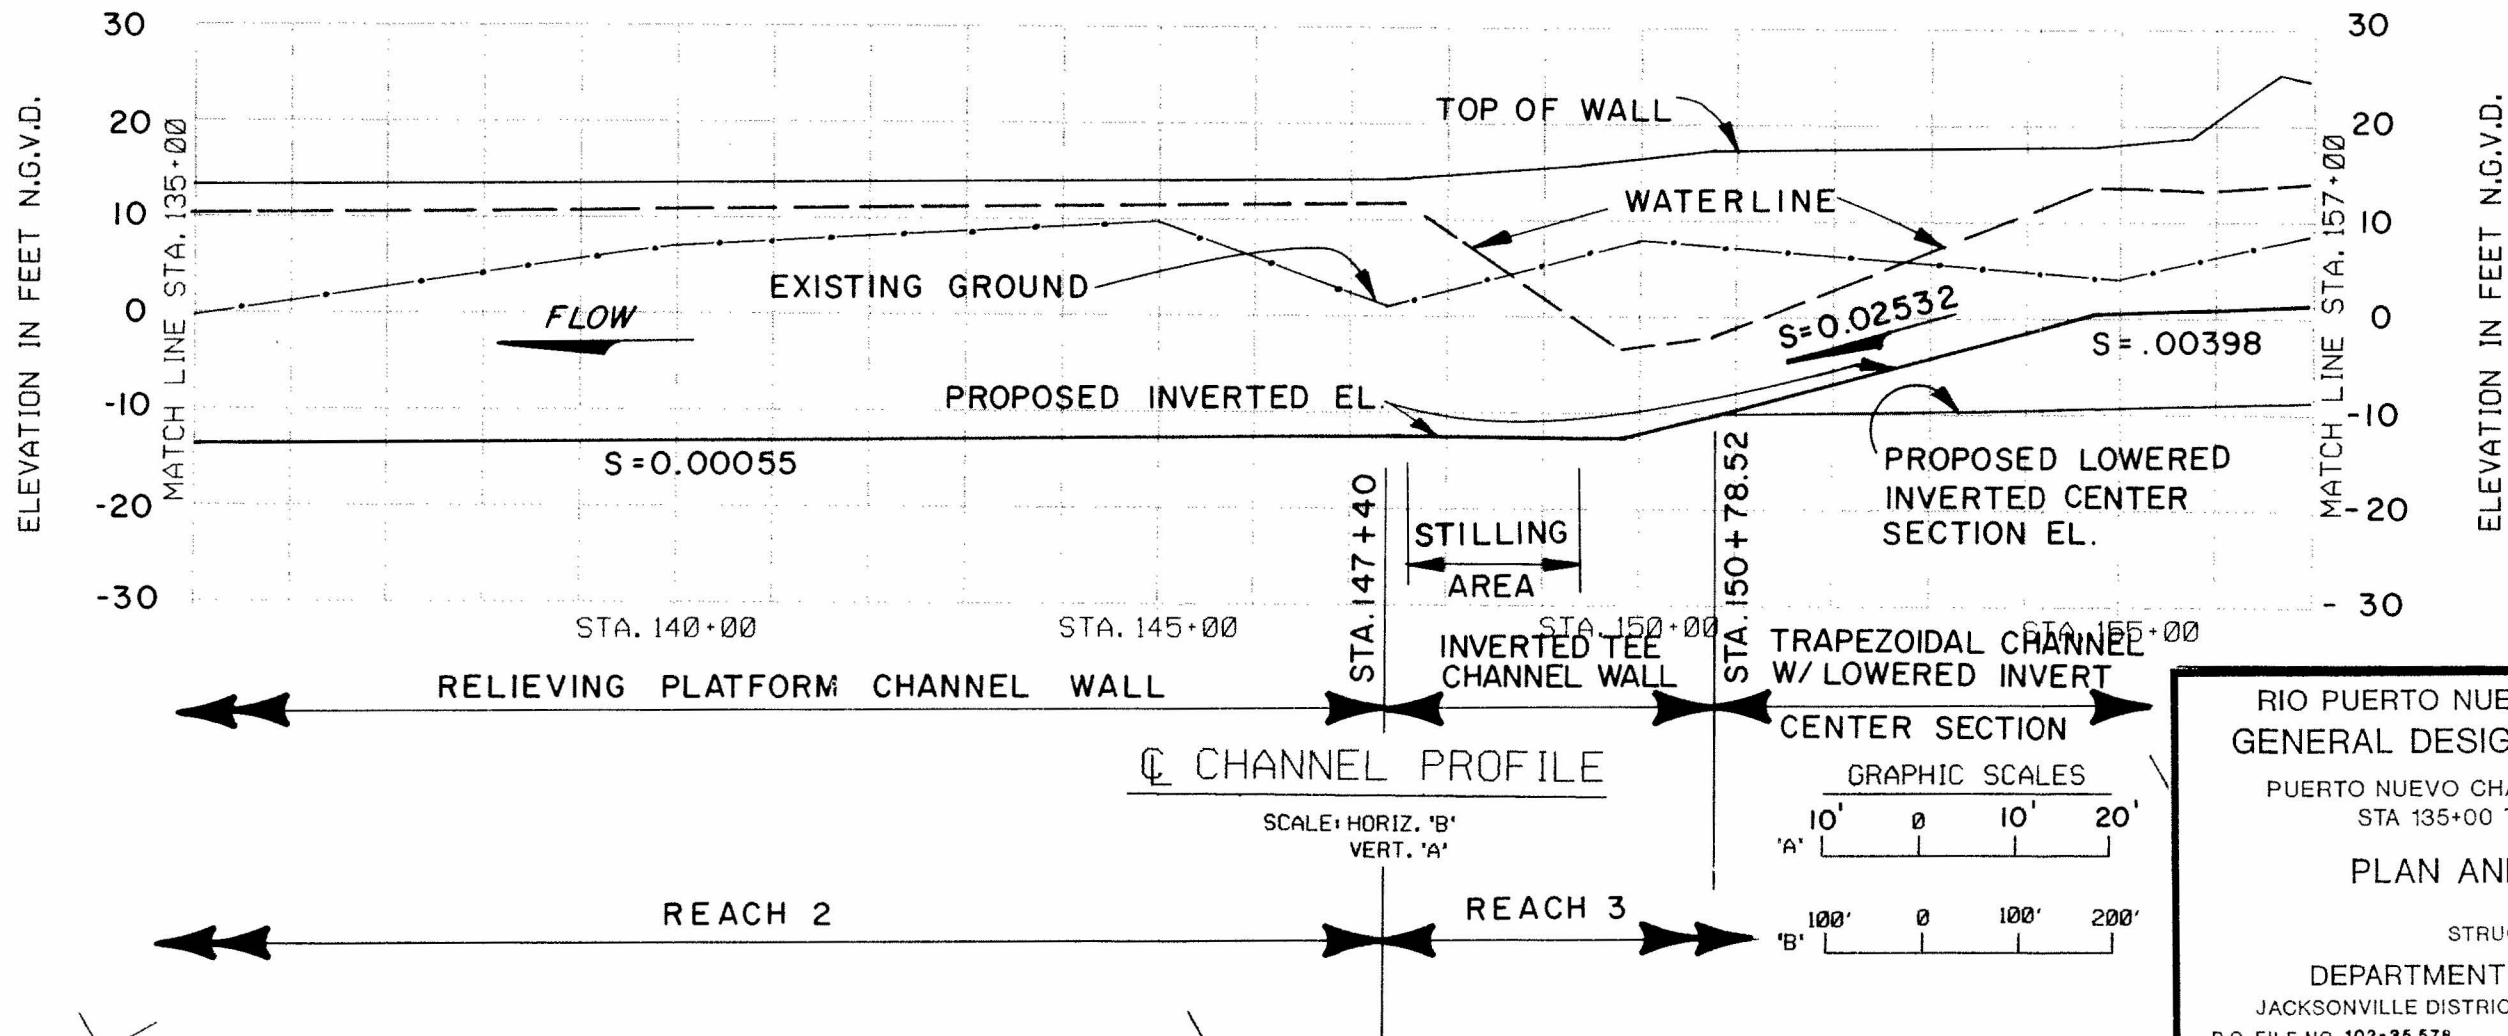 30
20
10
0
-10
-20
-30
ELEVATION IN FEET N.G.V.D.
MATCH LINE STA. 135+00
TOP OF WALL
WATERLINE
EXISTING GROUND
FLOW
S=0.02532
S=.00398
PROPOSED INVERTED EL.
S=0.00055
PROPOSED LOWERED
INVERTED CENTER
SECTION EL.
STILLING
AREA
STA. 147+40
STA. 150+78.52
MATCH LINE STA. 157+00
30
20
10
0
-10
-20
-30
ELEVATION IN FEET N.G.V.D.
STA. 140+00
STA. 145+00
STA. 150+00
STA. 155+00
RELIEVING PLATFORM CHANNEL WALL
INVERTED TEE
CHANNEL WALL
TRAPEZOIDAL CHANNEL
W/ LOWERED INVERT
CENTER SECTION
℄ CHANNEL PROFILE
SCALE: HORIZ. 'B'
VERT. 'A'
GRAPHIC SCALES
10' 0 10' 20'
'A'
100' 0 100' 200'
'B'
REACH 2
REACH 3
RIO PUERTO NUE
GENERAL DESIG
PUERTO NUEVO CHA
STA 135+00
PLAN AN
STRU
DEPARTMENT
JACKSONVILLE DISTRIC
D.O. FILE NO. 102-35,578